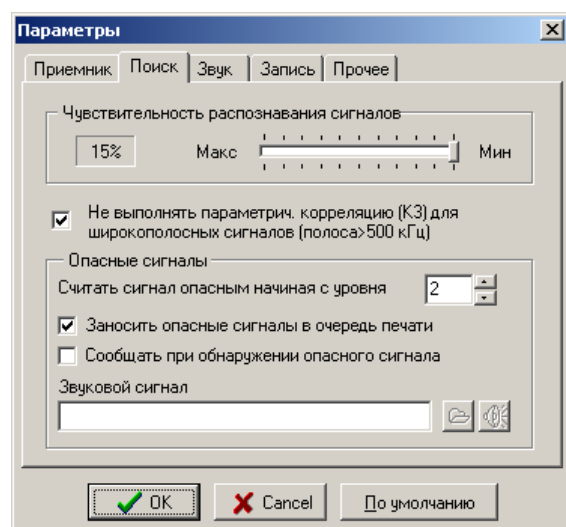 Параметры
Приемник Поиск Звук Запись Прочее
Чувствительность распознавания сигналов
15% Макс Мин
Не выполнять параметрич. корреляцию (К3) для
широкополосных сигналов (полоса>500 кГц)
Опасные сигналы
Считать сигнал опасным начиная с уровня 2
Заносить опасные сигналы в очередь печати
Сообщать при обнаружении опасного сигнала
Звуковой сигнал
OK Cancel По умолчанию